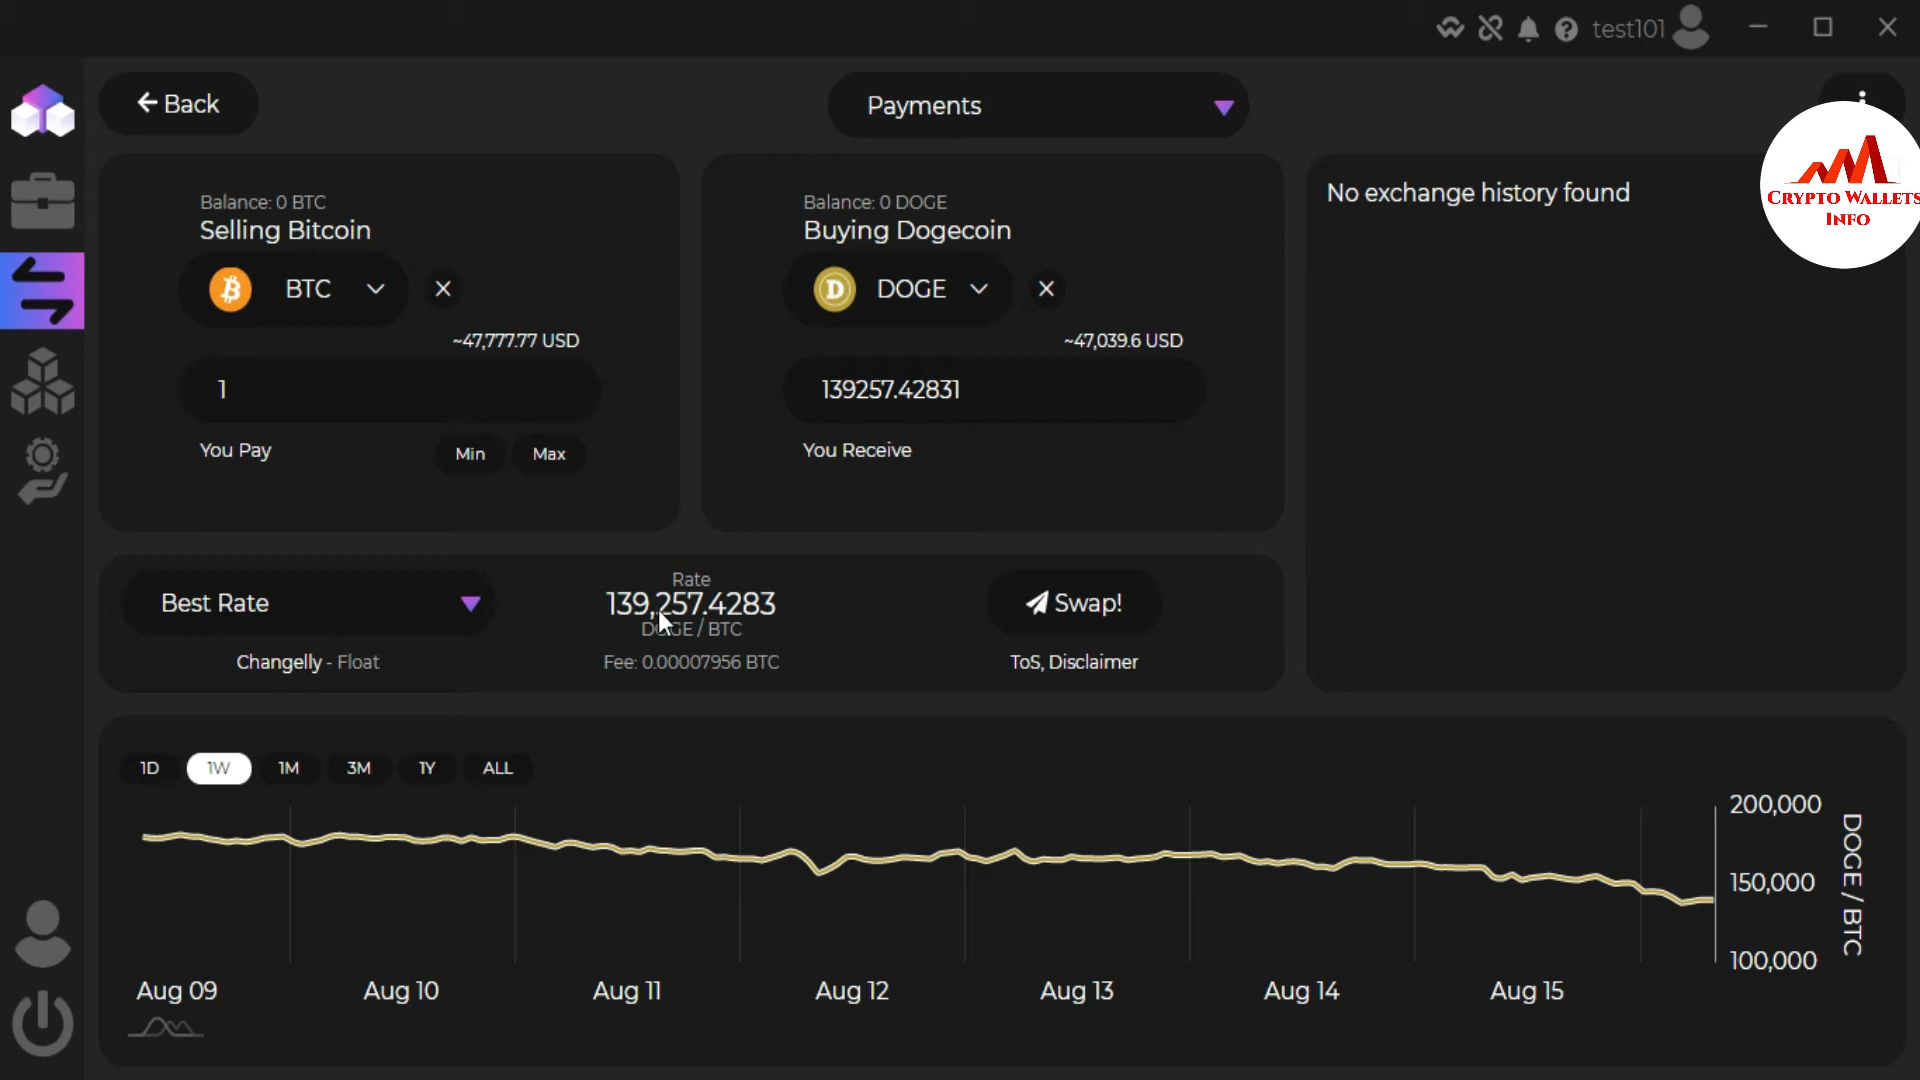 test101
Back
Payments
CRYPTO WALLETS
INFO
Balance: 0 BTC
Selling Bitcoin
BTC
~47,777.77 USD
1
You Pay
Min
Max
Balance: 0 DOGE
Buying Dogecoin
DOGE
~47,039.6 USD
139257.42831
You Receive
No exchange history found
Best Rate
Changelly - Float
Rate
139,257.4283
DOGE / BTC
Fee: 0.00007956 BTC
Swap!
ToS, Disclaimer
1D
1W
1M
3M
1Y
ALL
200,000
150,000
100,000
DOGE / BTC
Aug 09
Aug 10
Aug 11
Aug 12
Aug 13
Aug 14
Aug 15